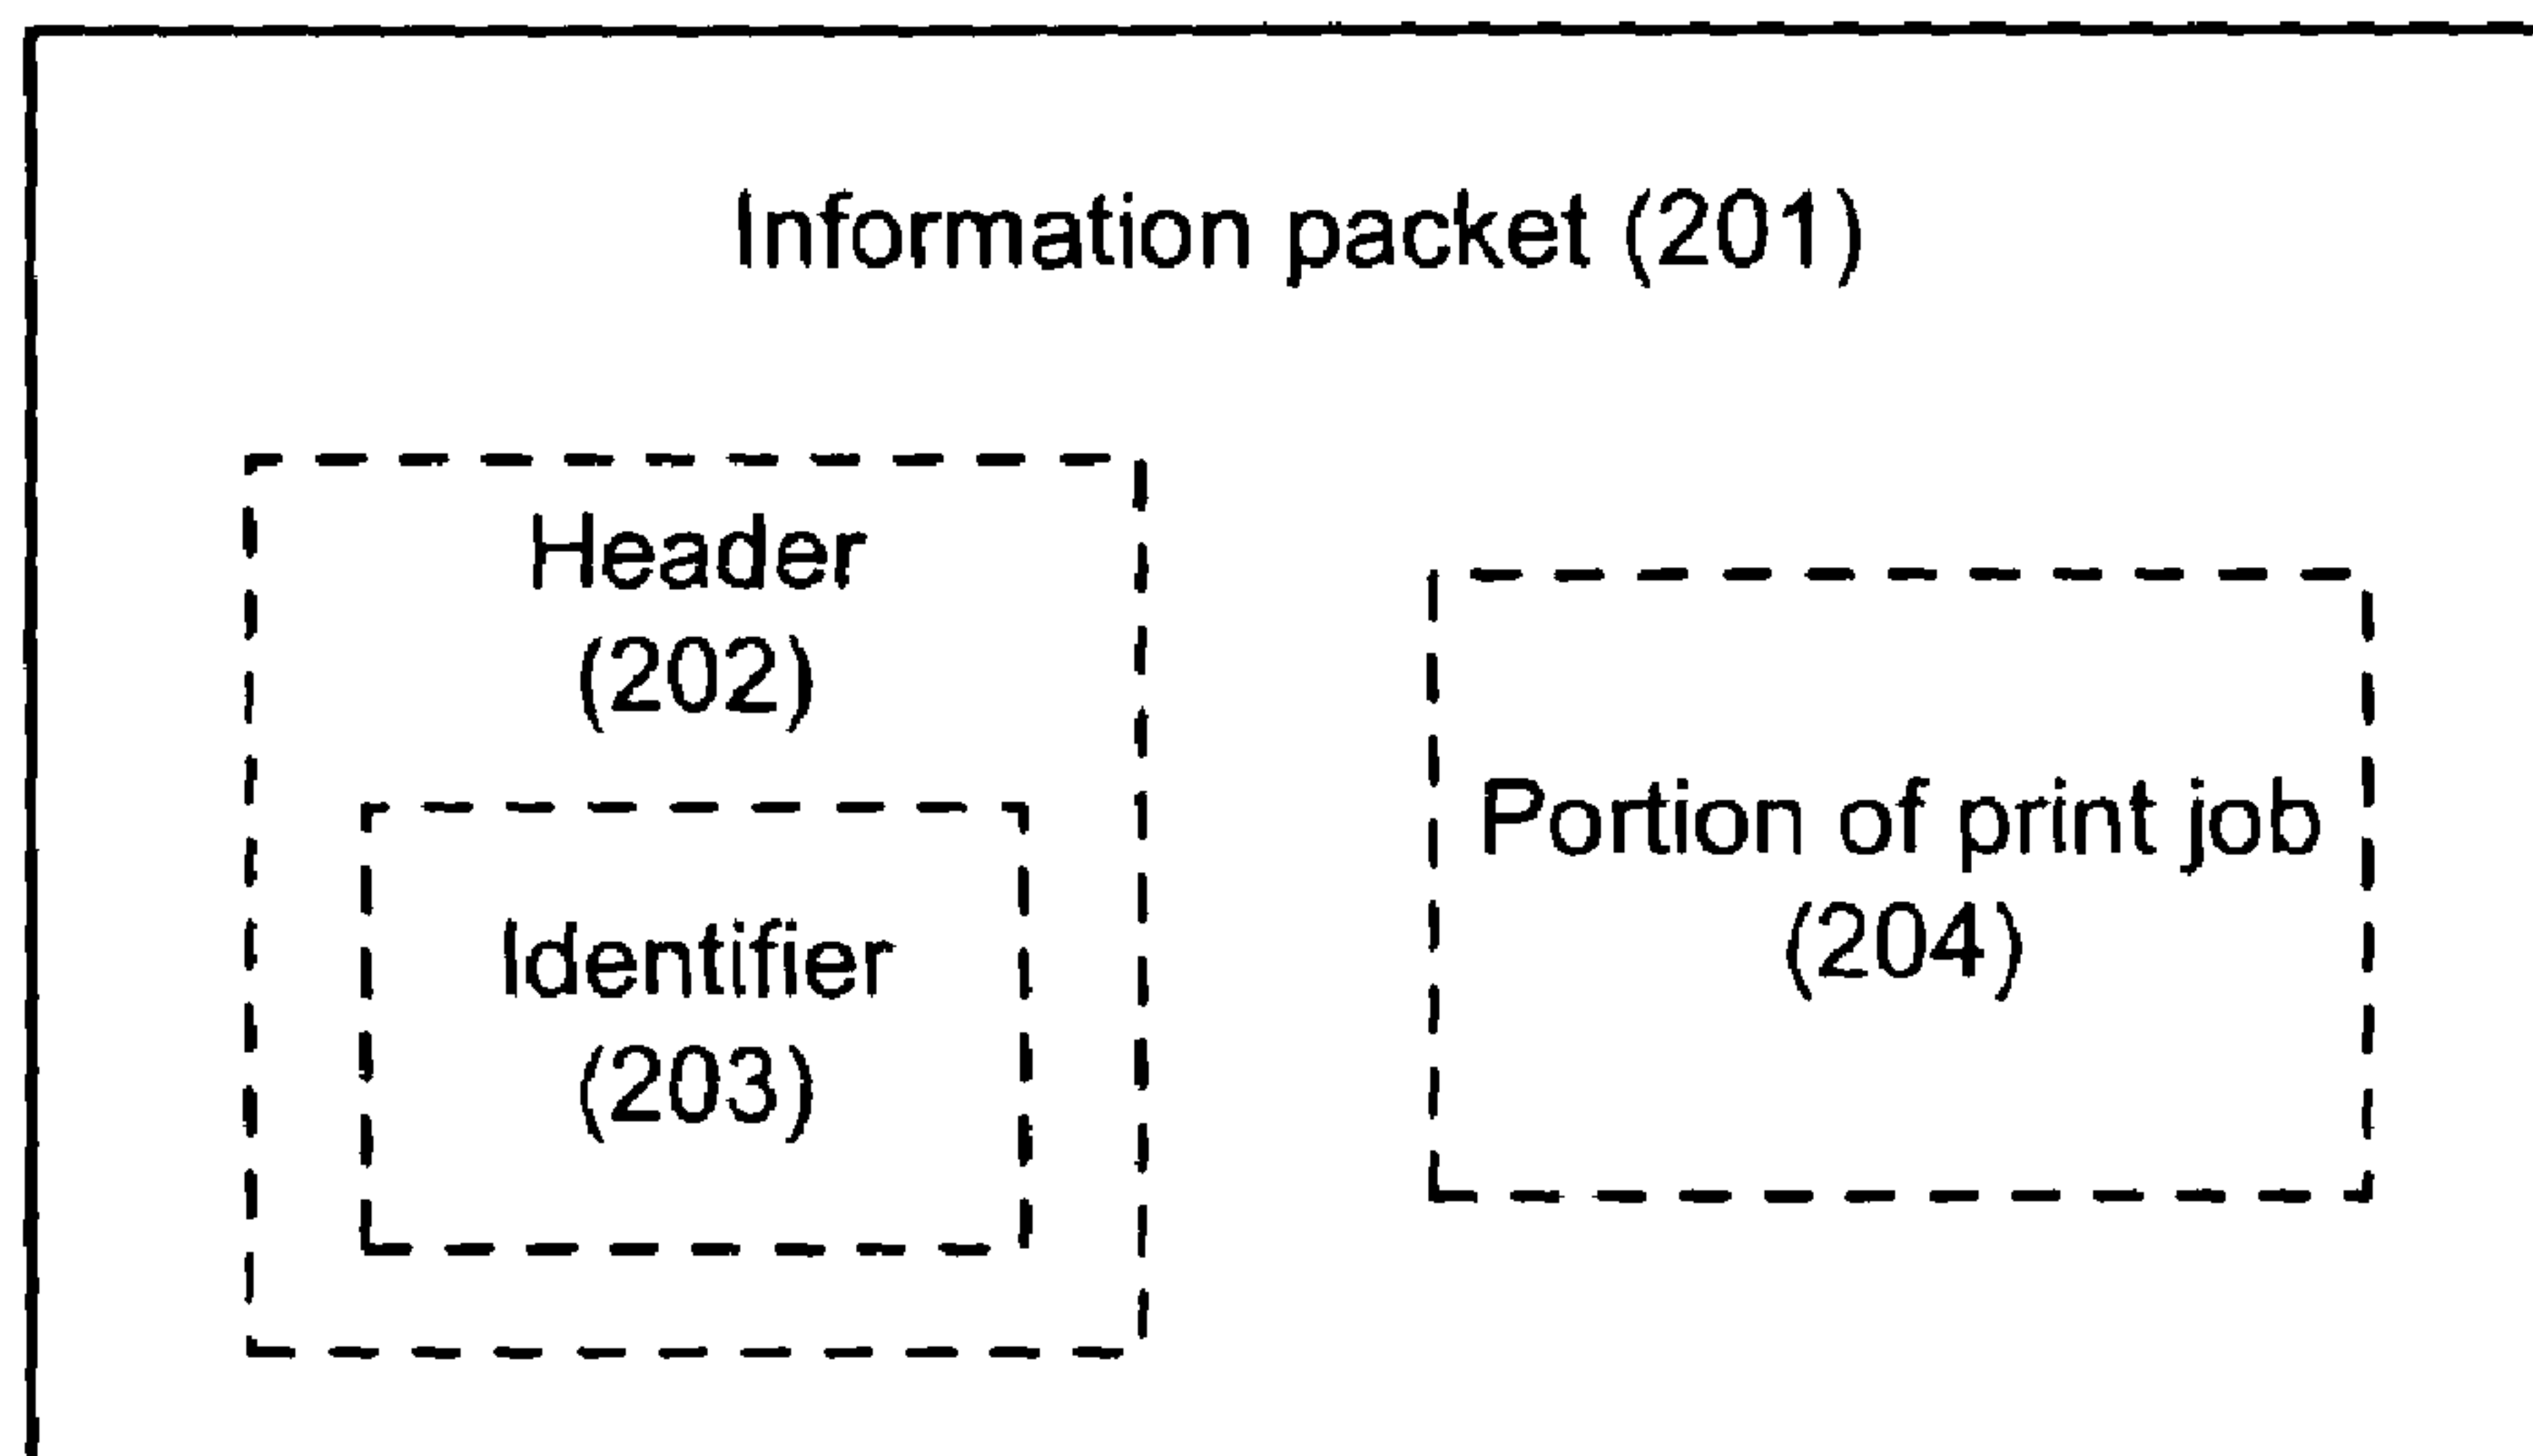 Information packet (201)
Header
(202)
Identifier
(203)
Portion of print job
(204)